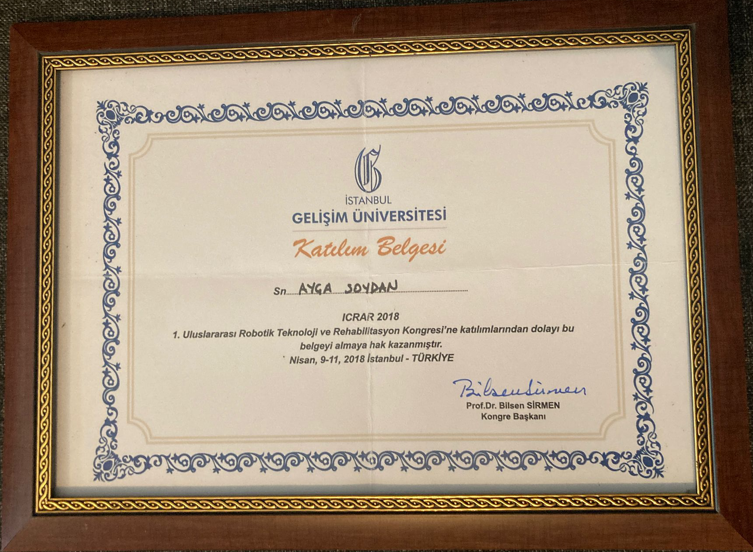 İSTANBUL
GELİŞİM ÜNİVERSİTESİ
Katılım Belgesi
Sn AYGA SOYDAN
ICRAR 2018
1. Uluslararası Robotik Teknoloji ve Rehabilitasyon Kongresi'ne katılımlarından dolayı bu
belgeyi almaya hak kazanmıştır.
Nisan, 9-11, 2018 İstanbul - TÜRKİYE
Bilsen Sirmen
Prof.Dr. Bilsen SİRMEN
Kongre Başkanı